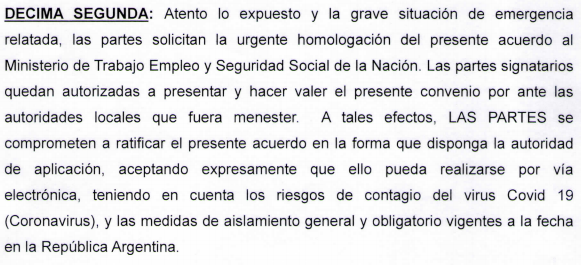 DECIMA SEGUNDA: Atento lo expuesto y la grave situación de emergencia
relatada, las partes solicitan la urgente homologación del presente acuerdo al
Ministerio de Trabajo Empleo y Seguridad Social de la Nación. Las partes signatarios
quedan autorizadas a presentar y hacer valer el presente convenio por ante las
autoridades locales que fuera menester. A tales efectos, LAS PARTES se
comprometen a ratificar el presente acuerdo en la forma que disponga la autoridad
de aplicación, aceptando expresamente que ello pueda realizarse por vía
electrónica, teniendo en cuenta los riesgos de contagio del virus Covid 19
(Coronavirus), y las medidas de aislamiento general y obligatorio vigentes a la fecha
en la República Argentina.